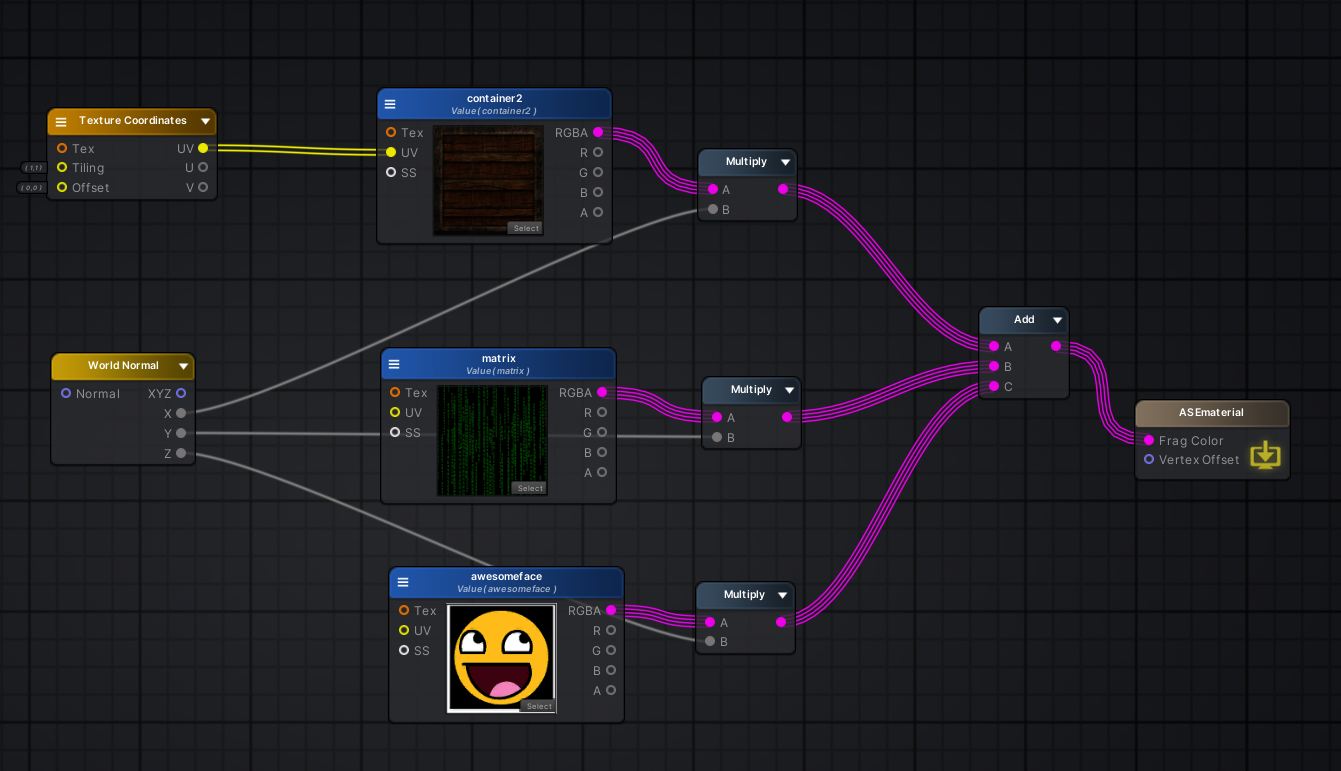 Texture Coordinates
Tex UV
(1,1) Tiling U
(0,0) Offset V
container2
Value( container2 )
Tex RGBA
UV R
SS G
B
A
Select
Multiply
A
B
World Normal
Normal XYZ
X
Y
Z
matrix
Value( matrix )
Tex RGBA
UV R
SS G
B
A
Select
Multiply
A
B
awesomeface
Value( awesomeface )
Tex RGBA
UV R
SS G
B
A
Select
Multiply
A
B
Add
A
B
C
ASEmaterial
Frag Color
Vertex Offset